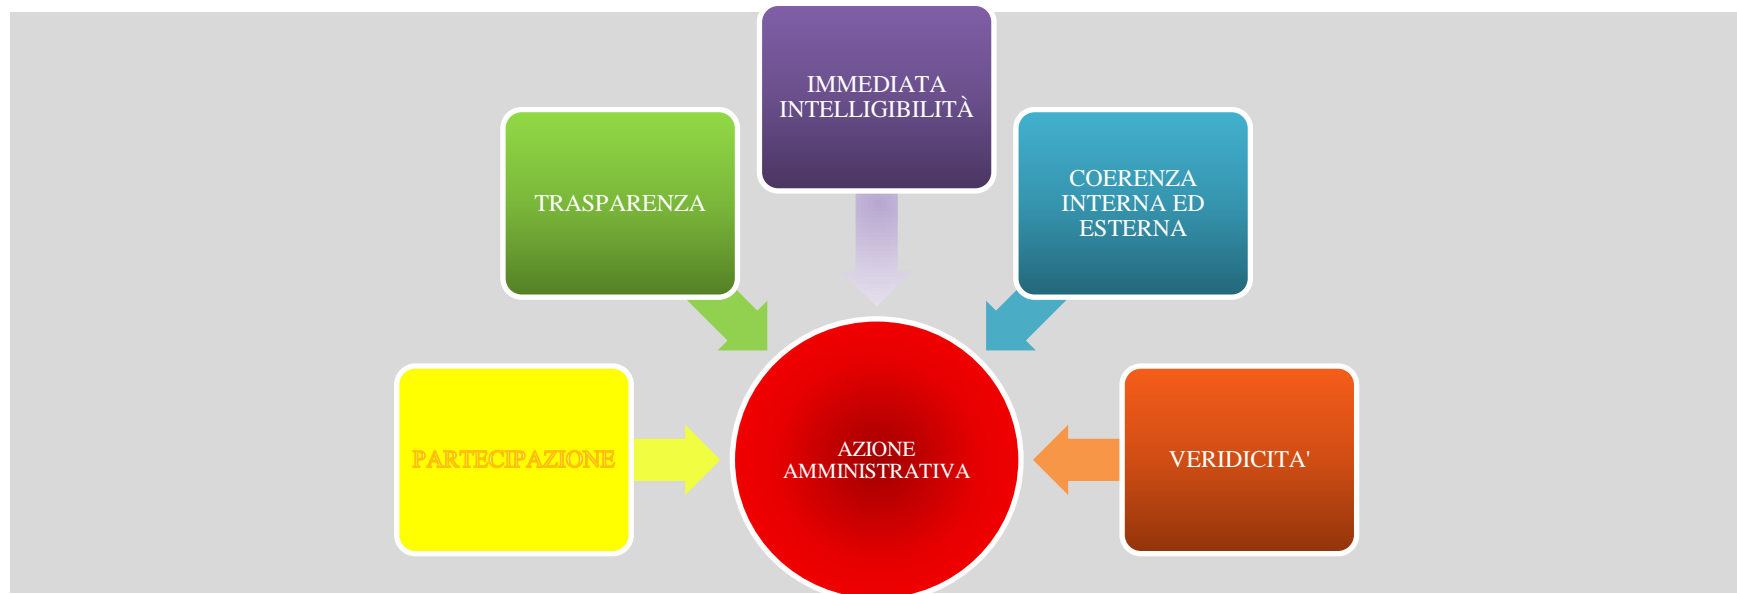 IMMEDIATA
INTELLIGIBILITÀ
TRASPARENZA
COERENZA
INTERNA ED
ESTERNA
PARTECIPAZIONE
AZIONE
AMMINISTRATIVA
VERIDICITA'